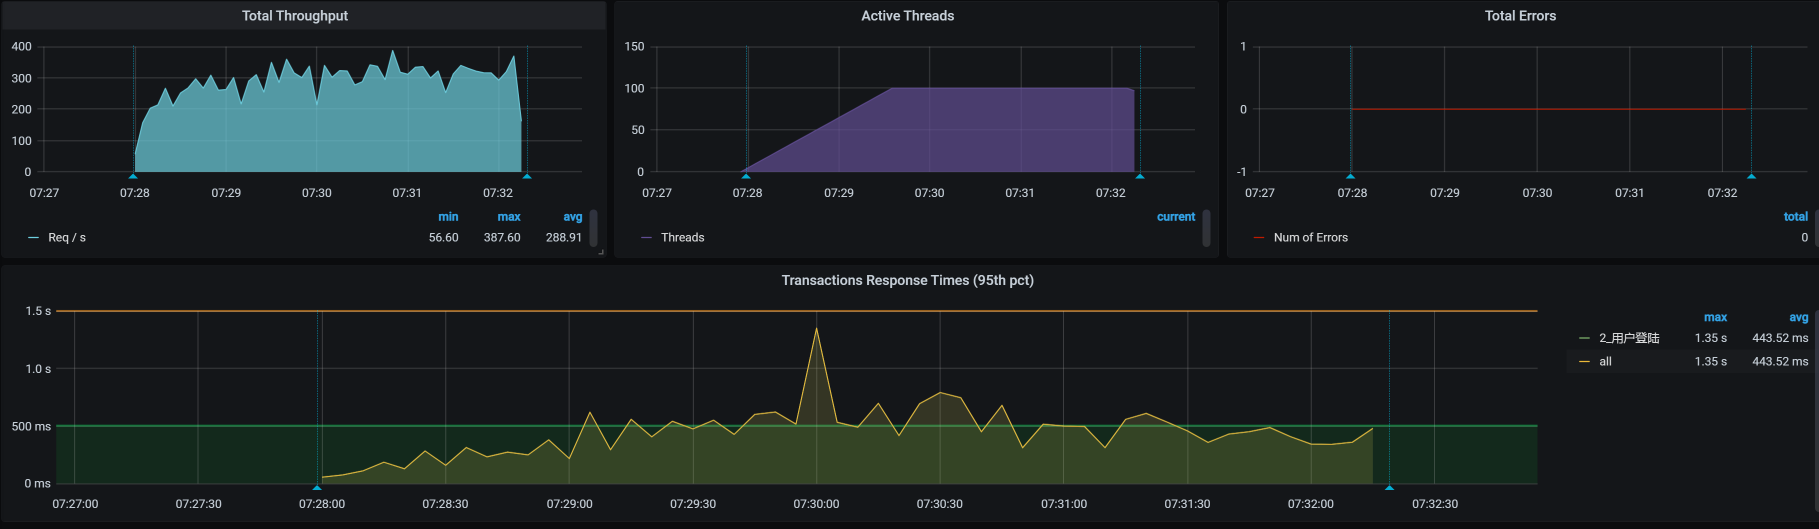 Total Throughput
400
300
200
100
0
07:27 07:28 07:29 07:30 07:31 07:32
min max avg
Req / s 56.60 387.60 288.91
Active Threads
150
100
50
0
07:27 07:28 07:29 07:30 07:31 07:32
current
Threads
Total Errors
1
0
-1
07:27 07:28 07:29 07:30 07:31 07:32
total
Num of Errors 0
Transactions Response Times (95th pct)
1.5 s
1.0 s
500 ms
0 ms
07:27:00 07:27:30 07:28:00 07:28:30 07:29:00 07:29:30 07:30:00 07:30:30 07:31:00 07:31:30 07:32:00 07:32:30
max avg
2_用户登陆 1.35 s 443.52 ms
all 1.35 s 443.52 ms